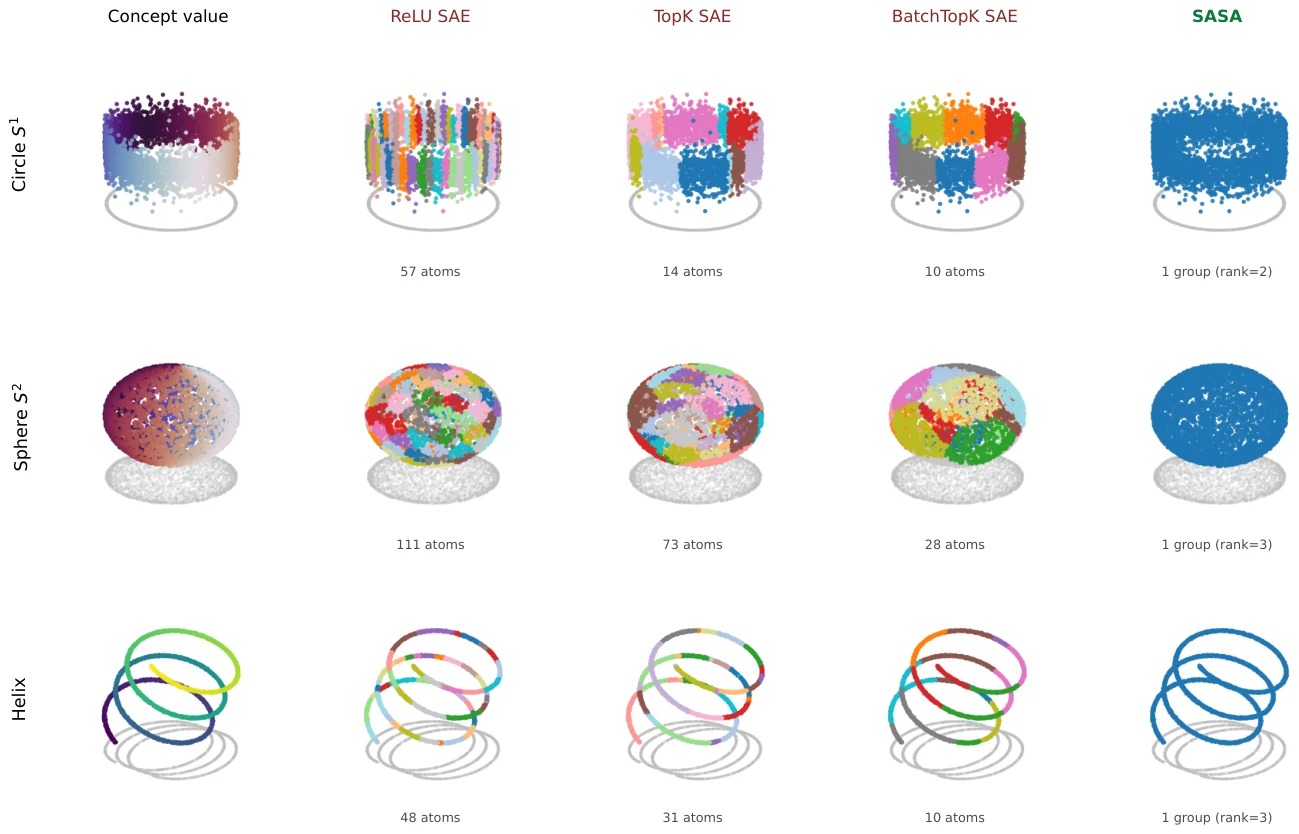 Concept value
ReLU SAE
TopK SAE
BatchTopK SAE
SASA
Circle S¹
57 atoms
14 atoms
10 atoms
1 group (rank=2)
Sphere S²
111 atoms
73 atoms
28 atoms
1 group (rank=3)
Helix
48 atoms
31 atoms
10 atoms
1 group (rank=3)